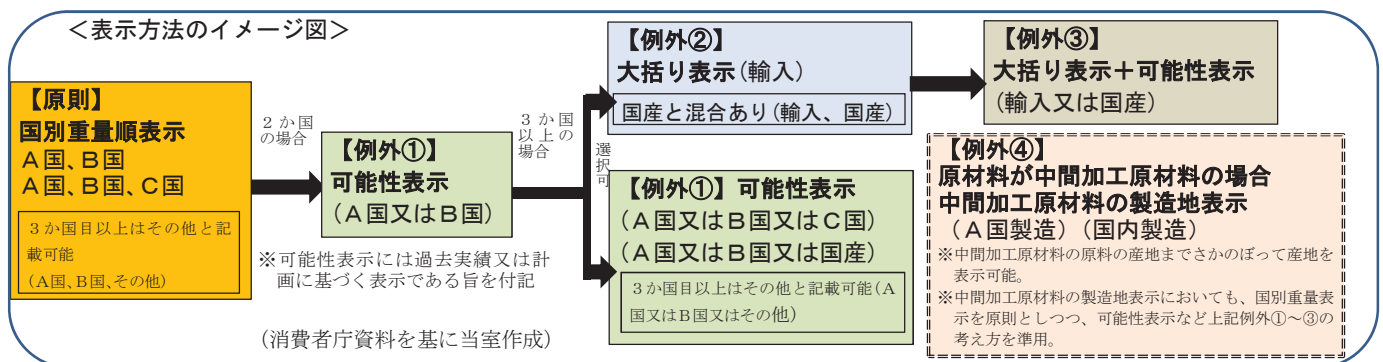 ＜表示方法のイメージ図＞
【原則】
国別重量順表示
Ａ国、Ｂ国
Ａ国、Ｂ国、Ｃ国
３か国目以上はその他と記
載可能
(Ａ国、Ｂ国、その他)
２か国
の場合
【例外①】
可能性表示
（Ａ国又はＢ国）
※可能性表示には過去実績又は計
画に基づく表示である旨を付記
（消費者庁資料を基に当室作成）
３か国
以上の
場合
選択可
【例外②】
大括り表示（輸入）
国産と混合あり（輸入、国産）
【例外①】可能性表示
（Ａ国又はＢ国又はＣ国）
（Ａ国又はＢ国又は国産）
３か国目以上はその他と記載可能（Ａ
国又はＢ国又はその他）
【例外③】
大括り表示＋可能性表示
（輸入又は国産）
【例外④】
原材料が中間加工原材料の場合
中間加工原材料の製造地表示
（Ａ国製造）（国内製造）
※中間加工原材料の原料の産地までさかのぼって産地を
表示可能。
※中間加工原材料の製造地表示においても、国別重量表
示を原則としつつ、可能性表示など上記例外①～③の
考え方を準用。